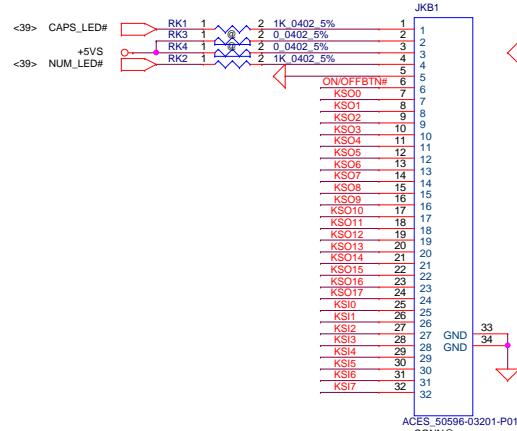 JKB1
<39> CAPS_LED# RK1 1 2 1K_0402_5% 1 1
RK3 1 @ 2 0_0402_5% 2 2
+5VS RK4 1 @ 2 0_0402_5% 3 3
<39> NUM_LED# RK2 1 2 1K_0402_5% 4 4
5 5
ON/OFFBTN# 6 6
KSO0 7 7
KSO1 8 8
KSO2 9 9
KSO3 10 10
KSO4 11 11
KSO5 12 12
KSO6 13 13
KSO7 14 14
KSO8 15 15
KSO9 16 16
KSO10 17 17
KSO11 18 18
KSO12 19 19
KSO13 20 20
KSO14 21 21
KSO15 22 22
KSO16 23 23
KSO17 24 24
KSI0 25 25
KSI1 26 26
KSI2 27 27 GND 33
KSI3 28 28 GND 34
KSI4 29 29
KSI5 30 30
KSI6 31 31
KSI7 32 32
ACES_50596-03201-P01
CONN@